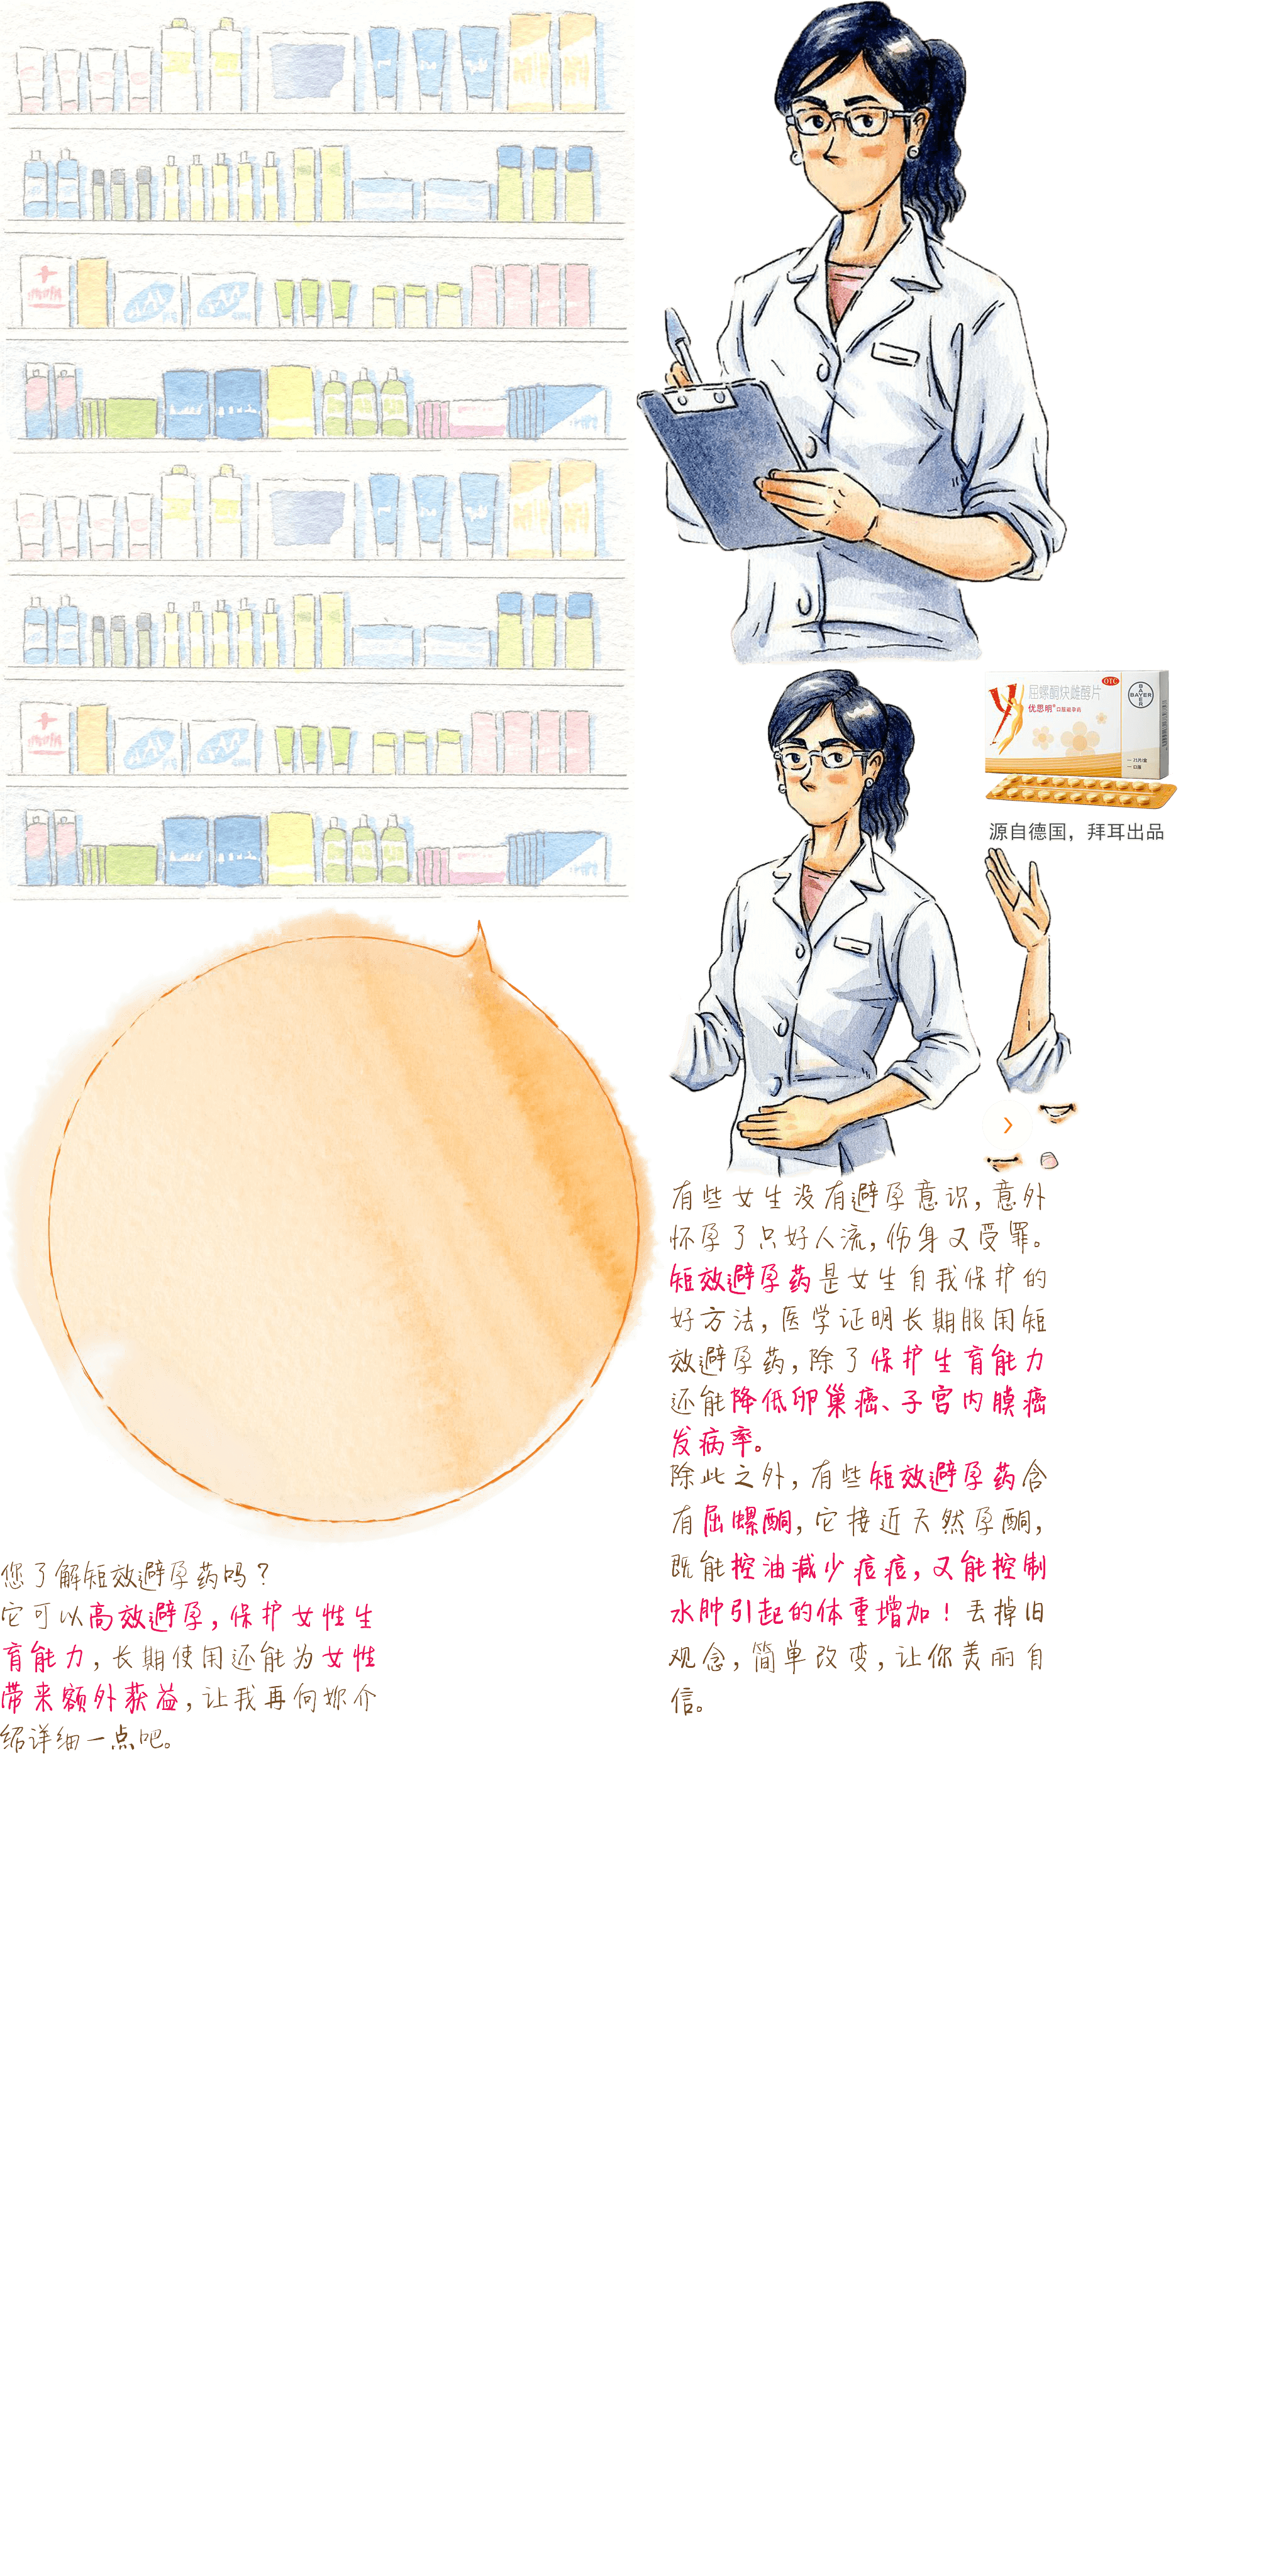 OTC
屈螺酮炔雌醇片
优思明®口服避孕药
BAYER
BAYER
源自德国，拜耳出品
有些女生没有避孕意识，意外
怀孕了只好人流，伤身又受罪。
短效避孕药是女生自我保护的
好方法，医学证明长期服用短
效避孕药，除了保护生育能力
还能降低卵巢癌、子宫内膜癌
发病率。
除此之外，有些短效避孕药含
有屈螺酮，它接近天然孕酮，
既能控油减少痘痘，又能控制
水肿引起的体重增加！丢掉旧
观念，简单改变，让你美丽自
信。
您了解短效避孕药吗？
它可以高效避孕，保护女性生
育能力，长期使用还能为女性
带来额外获益，让我再向妳介
绍详细一点吧。